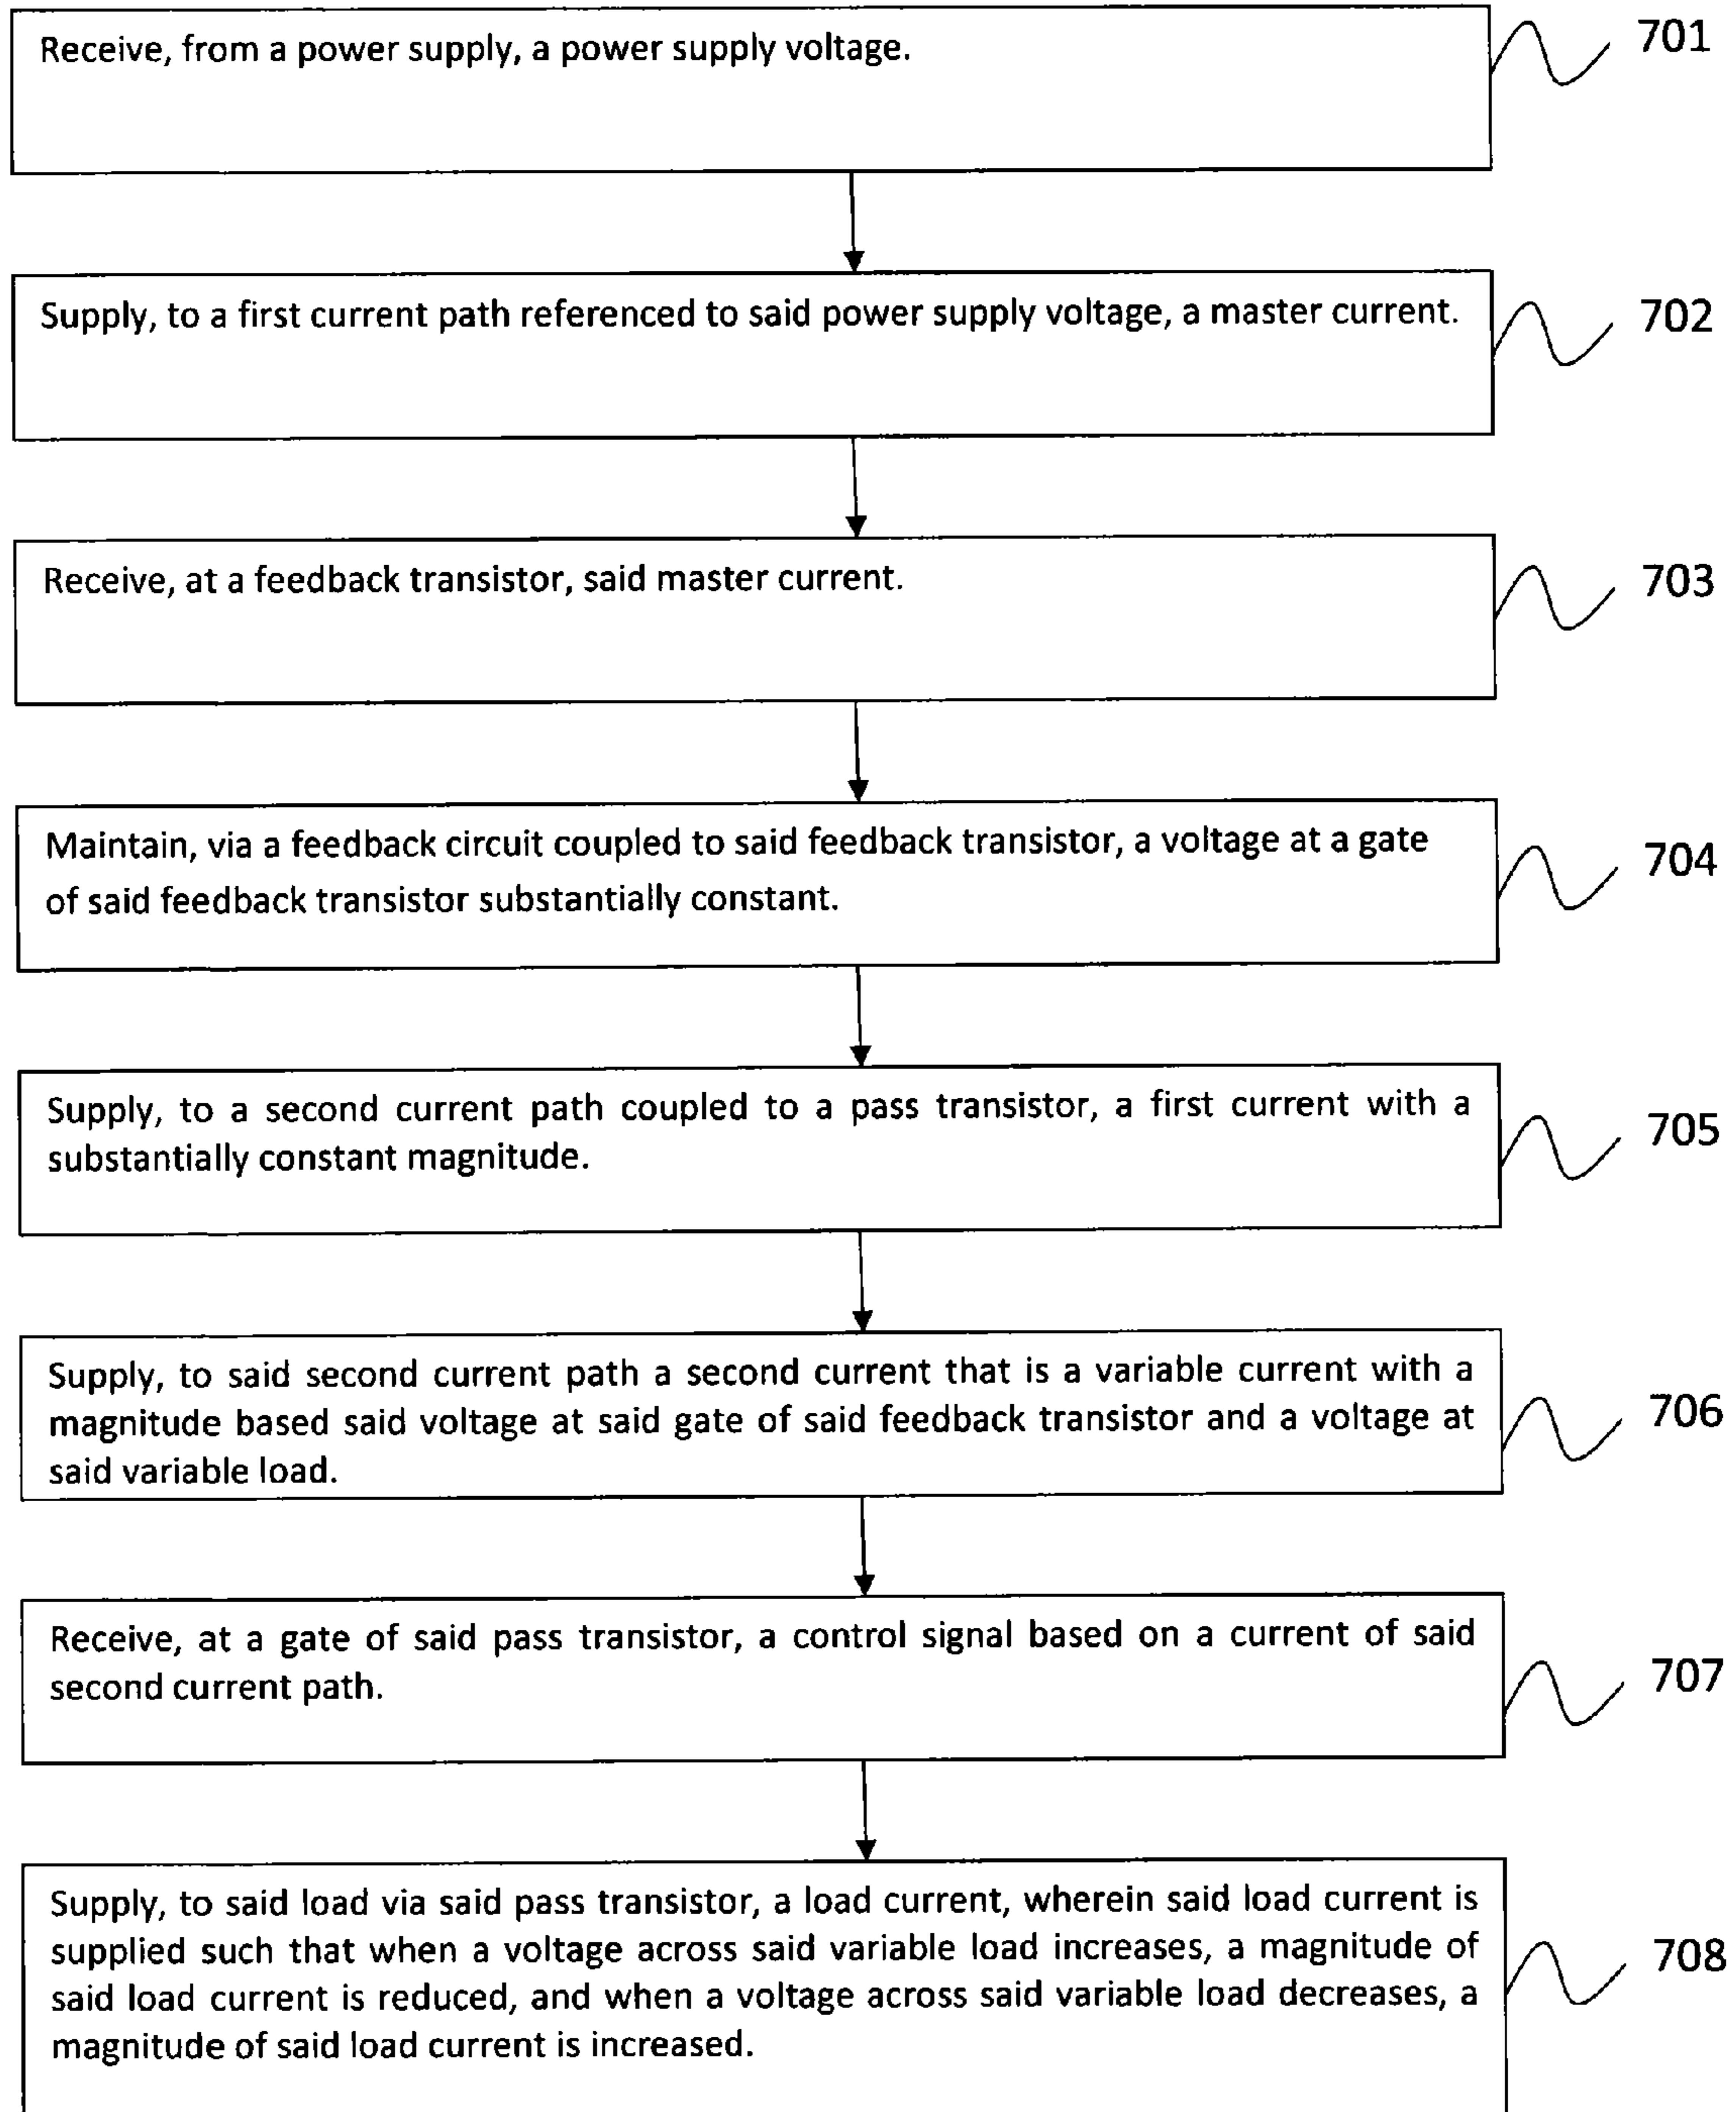 Receive, from a power supply, a power supply voltage.
701
Supply, to a first current path referenced to said power supply voltage, a master current.
702
Receive, at a feedback transistor, said master current.
703
Maintain, via a feedback circuit coupled to said feedback transistor, a voltage at a gate
of said feedback transistor substantially constant.
704
Supply, to a second current path coupled to a pass transistor, a first current with a
substantially constant magnitude.
705
Supply, to said second current path a second current that is a variable current with a
magnitude based said voltage at said gate of said feedback transistor and a voltage at
said variable load.
706
Receive, at a gate of said pass transistor, a control signal based on a current of said
second current path.
707
Supply, to said load via said pass transistor, a load current, wherein said load current is
supplied such that when a voltage across said variable load increases, a magnitude of
said load current is reduced, and when a voltage across said variable load decreases, a
magnitude of said load current is increased.
708